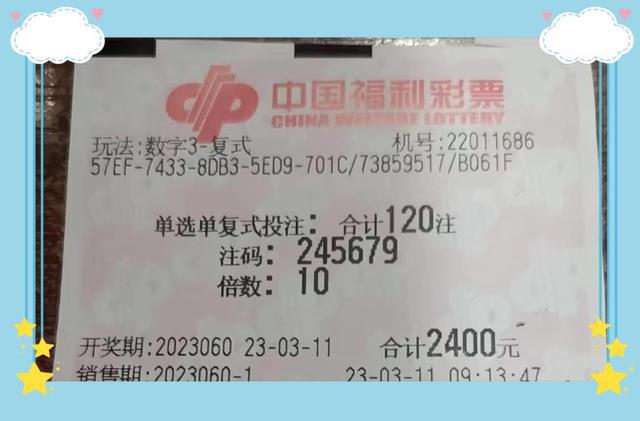 中国福利彩票
CHINA WELFARE LOTTERY
玩法:数字3-复式 机号:22011686
57EF-7433-8DB3-5ED9-701C/73859517/B061F
单选单复式投注: 合计120注
注码: 245679
倍数: 10
开奖期:2023060 23-03-11 合计2400元
销售期:2023060-1 23-03-11 09:13:47